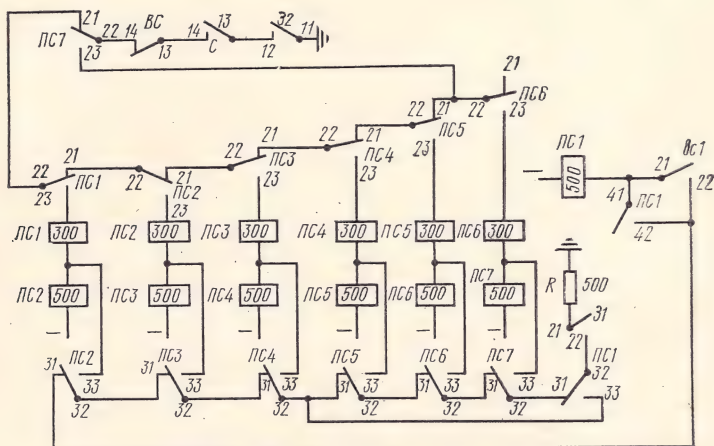 21 ВС 13 32
ПС7 22 14 14 11
23 13 С 12
21
22 21 22 ПС6
22 21 ПС5 23
22 21 ПС4 23 ПС1
22 21 22 21 ПС3 23 500 21 ВС1
23 ПС1 22 21 ПС2 23 41 ПС1 22
23 42
ПС1 300 ПС2 300 ПС3 300 ПС4 300 ПС5 300 ПС6 300
ПС2 500 ПС3 500 ПС4 500 ПС5 500 ПС6 500 ПС7 500 R 500
21 31
22
ПС2 ПС3 ПС4 ПС5 ПС6 ПС7 ПС1
31 33 31 33 31 33 31 33 31 33 31 33 31 32 33
32 32 32 32 32 32